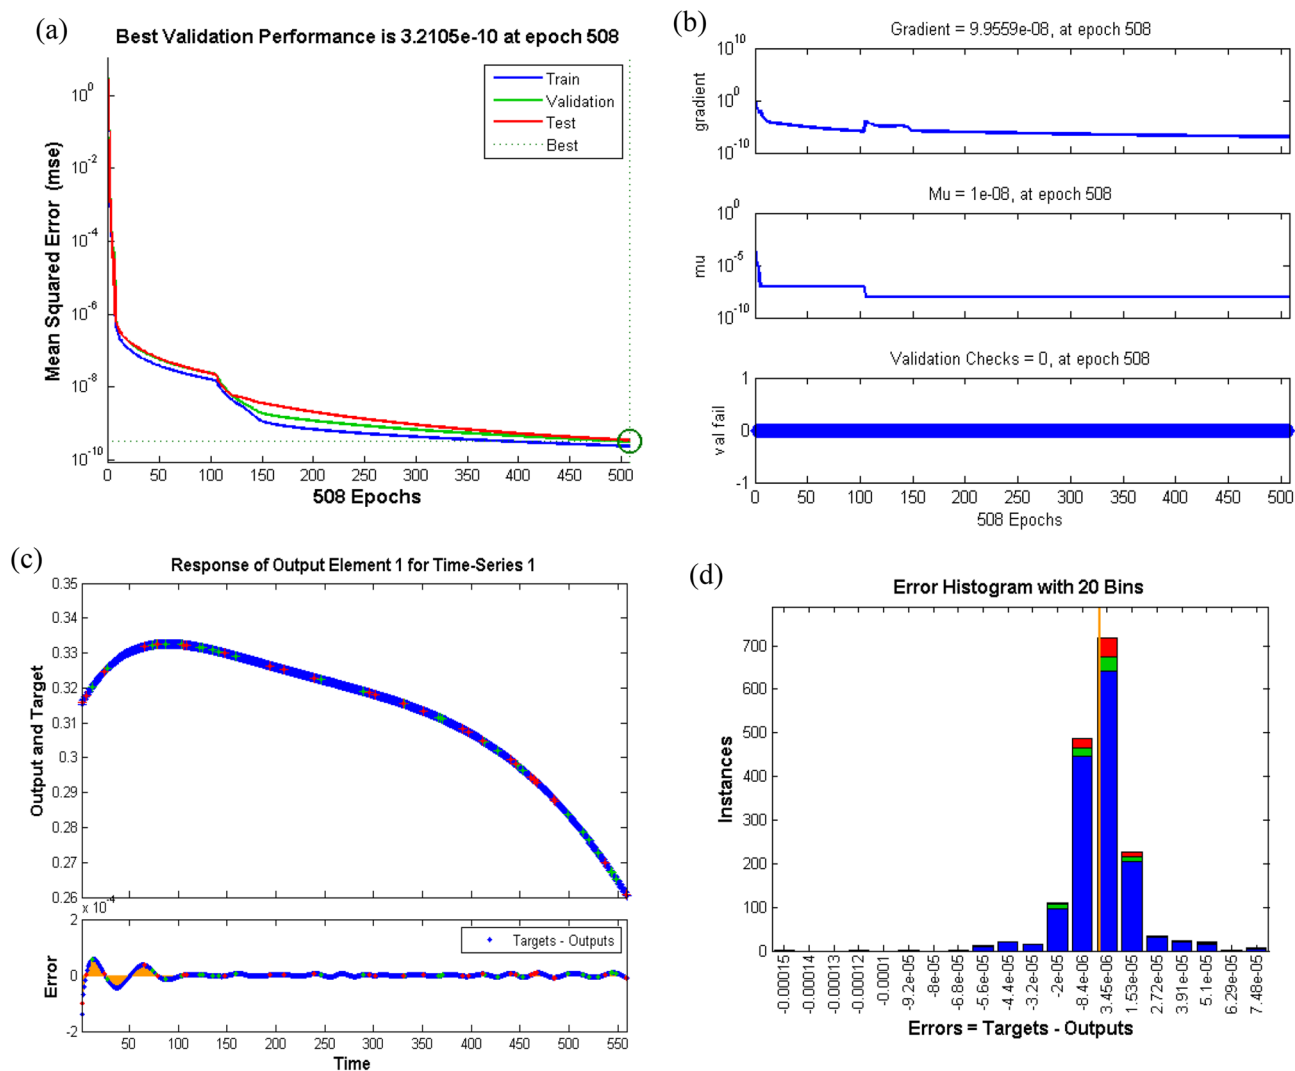 (a)
Best Validation Performance is 3.2105e-10 at epoch 508
Train
Validation
Test
Best
10^0
10^-2
10^-4
10^-6
10^-8
10^-10
Mean Squared Error (mse)
0 50 100 150 200 250 300 350 400 450 500
508 Epochs
(b)
Gradient = 9.9559e-08, at epoch 508
10^10
10^0
10^-10
gradient
Mu = 1e-08, at epoch 508
10^0
10^-5
10^-10
mu
Validation Checks = 0, at epoch 508
1
0
-1
val fail
0 50 100 150 200 250 300 350 400 450 500
508 Epochs
(c)
Response of Output Element 1 for Time-Series 1
0.35
0.34
0.33
0.32
0.31
0.3
0.29
0.28
0.27
0.26
Output and Target
x 10^-4
2
0
-2
Error
Targets - Outputs
50 100 150 200 250 300 350 400 450 500 550
Time
(d)
Error Histogram with 20 Bins
700
600
500
400
300
200
100
0
Instances
-0.00015
-0.00014
-0.00013
-0.00012
-0.0001
-9.2e-05
-8e-05
-6.8e-05
-5.6e-05
-4.4e-05
-3.2e-05
-2e-05
-8.4e-06
3.45e-06
1.53e-05
2.72e-05
3.91e-05
5.1e-05
6.29e-05
7.48e-05
Errors = Targets - Outputs